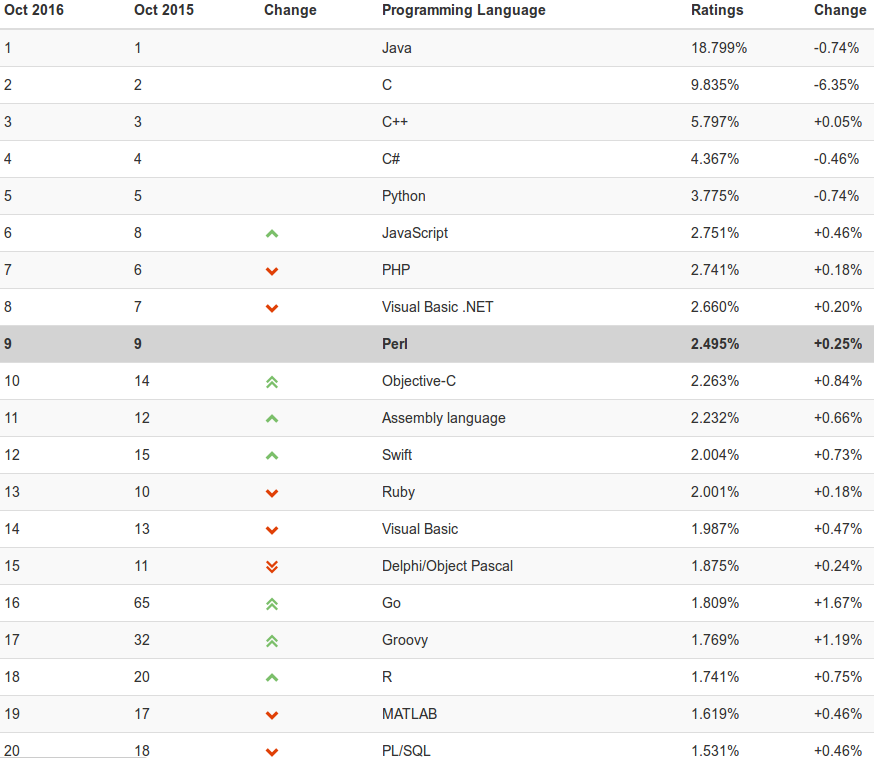 Oct 2016 Oct 2015 Change Programming Language Ratings Change
1 1 Java 18.799% -0.74%
2 2 C 9.835% -6.35%
3 3 C++ 5.797% +0.05%
4 4 C# 4.367% -0.46%
5 5 Python 3.775% -0.74%
6 8 JavaScript 2.751% +0.46%
7 6 PHP 2.741% +0.18%
8 7 Visual Basic .NET 2.660% +0.20%
9 9 Perl 2.495% +0.25%
10 14 Objective-C 2.263% +0.84%
11 12 Assembly language 2.232% +0.66%
12 15 Swift 2.004% +0.73%
13 10 Ruby 2.001% +0.18%
14 13 Visual Basic 1.987% +0.47%
15 11 Delphi/Object Pascal 1.875% +0.24%
16 65 Go 1.809% +1.67%
17 32 Groovy 1.769% +1.19%
18 20 R 1.741% +0.75%
19 17 MATLAB 1.619% +0.46%
20 18 PL/SQL 1.531% +0.46%